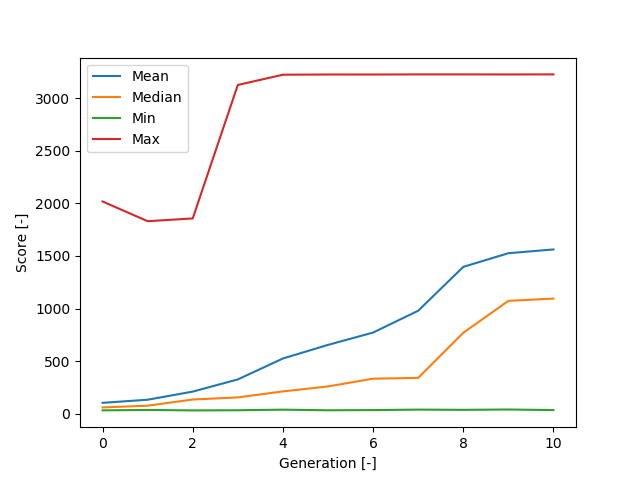 Mean
Median
Min
Max
3000
2500
2000
1500
1000
500
0
Score [-]
0 2 4 6 8 10
Generation [-]